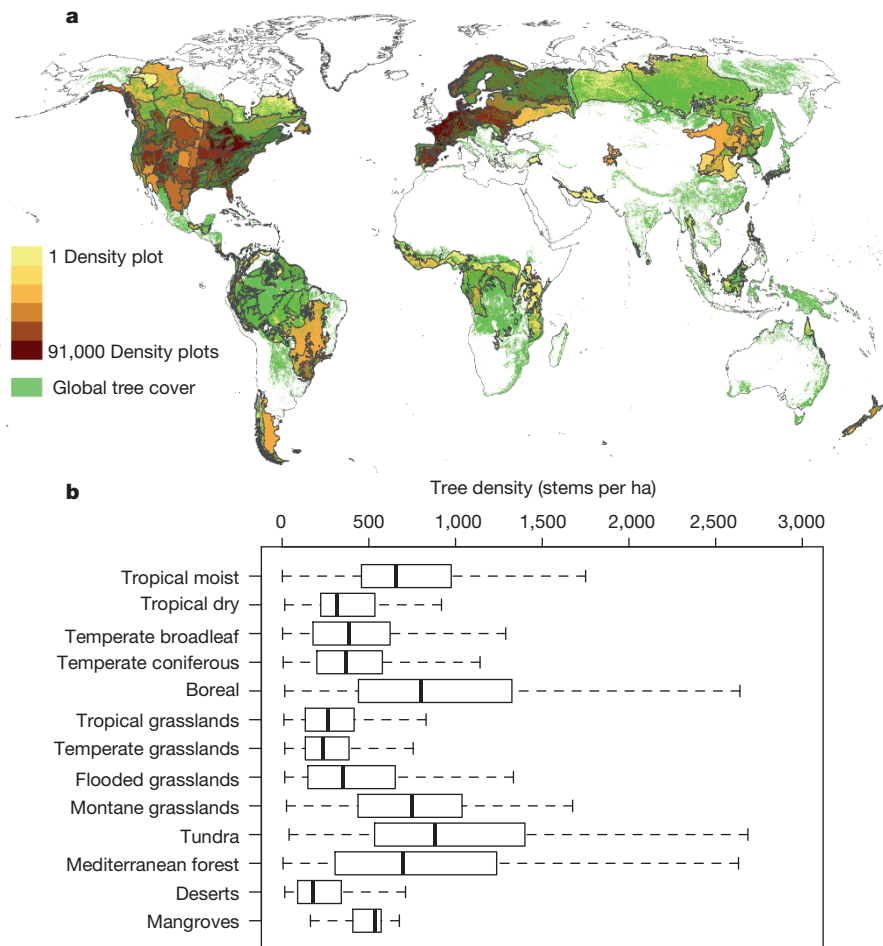 a
1 Density plot
91,000 Density plots
Global tree cover
b
Tree density (stems per ha)
0 500 1,000 1,500 2,000 2,500 3,000
Tropical moist
Tropical dry
Temperate broadleaf
Temperate coniferous
Boreal
Tropical grasslands
Temperate grasslands
Flooded grasslands
Montane grasslands
Tundra
Mediterranean forest
Deserts
Mangroves